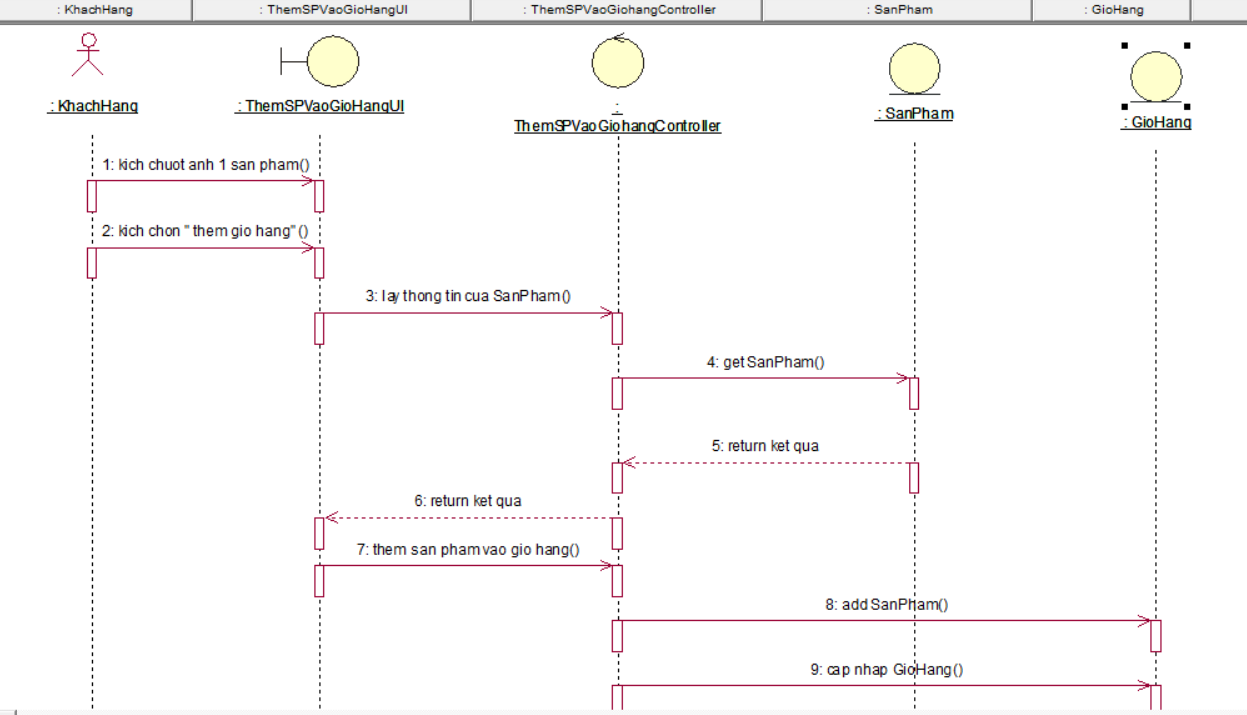 : KhachHang
: ThemSPVaoGioHangUI
: ThemSPVaoGiohangController
: SanPham
: GioHang
: KhachHang
: ThemSPVaoGioHangUI
:
ThemSPVaoGiohangController
: SanPham
: GioHang
1: kich chuot anh 1 san pham()
2: kich chon " them gio hang" ()
3: lay thong tin cua SanPham()
4: get SanPham()
5: return ket qua
6: return ket qua
7: them san pham vao gio hang()
8: add SanPham()
9: cap nhap GioHang()